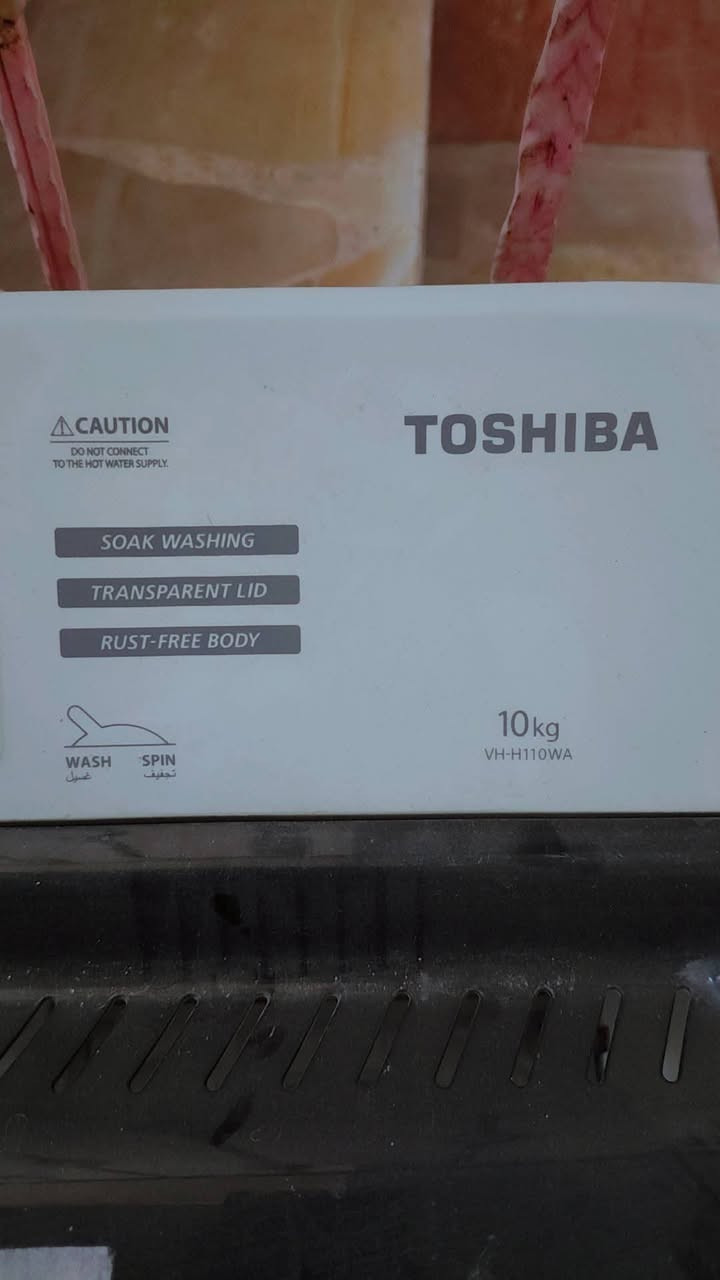 ⚠CAUTION
DO NOT CONNECT
TO THE HOT WATER SUPPLY.
TOSHIBA
SOAK WASHING
TRANSPARENT LID
RUST-FREE BODY
WASH SPIN
غسيل تجفيف
10kg
VH-H110WA